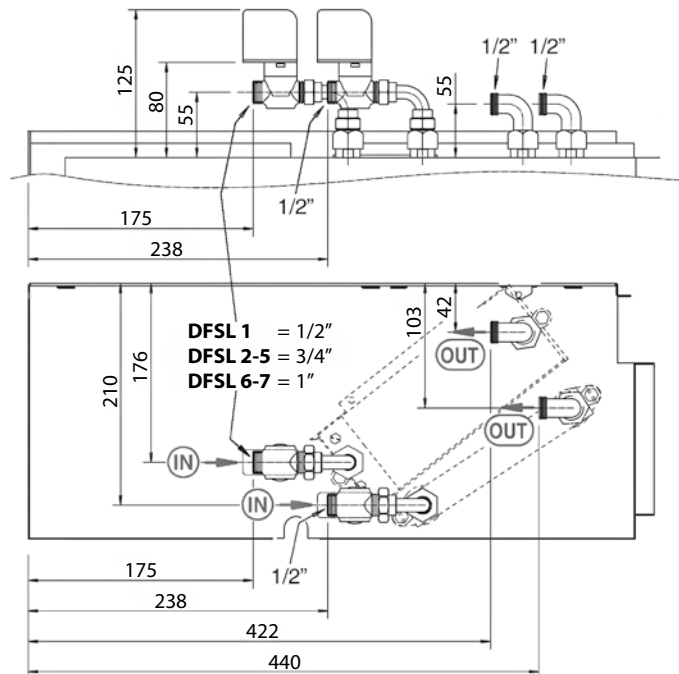 1/2” 1/2”
125
80
55
55
1/2”
175
238
DFSL 1 = 1/2”
DFSL 2-5 = 3/4”
DFSL 6-7 = 1”
176
210
42
103
OUT
OUT
IN
IN
1/2”
175
238
422
440